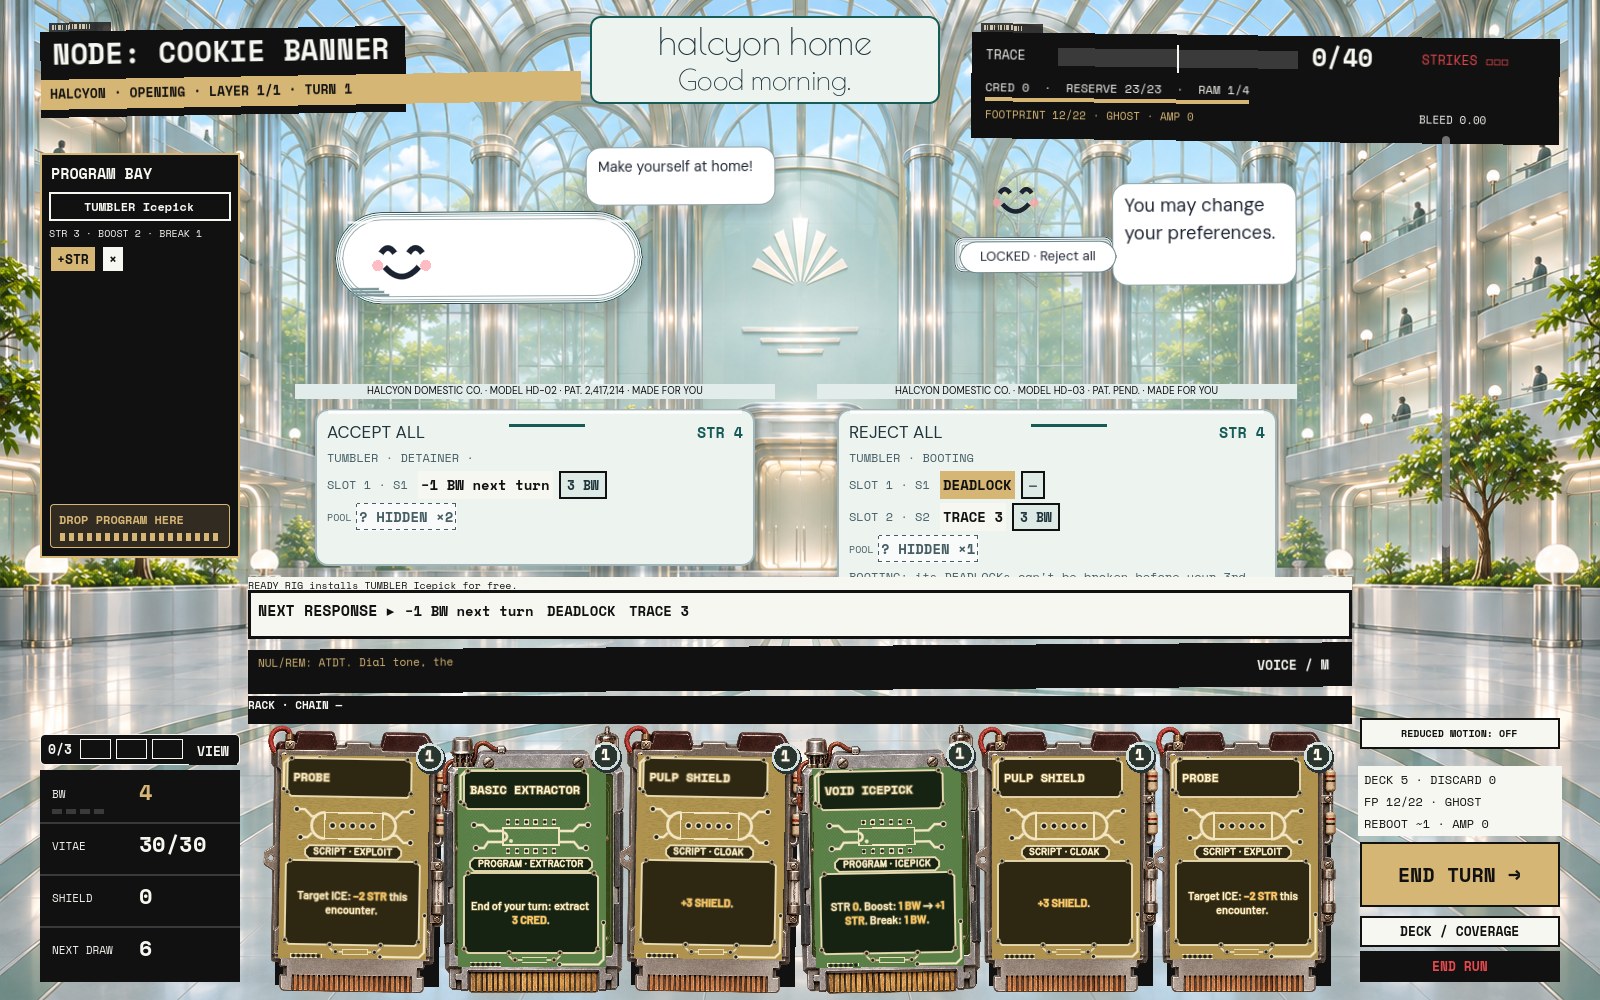 NODE: COOKIE BANNER
HALCYON · OPENING · LAYER 1/1 · TURN 1
halcyon home
Good morning.
TRACE 0/40 STRIKES □□□
CRED 0 · RESERVE 23/23 · RAM 1/4
FOOTPRINT 12/22 · GHOST · AMP 0
BLEED 0.00
PROGRAM BAY
TUMBLER Icepick
STR 3 · BOOST 2 · BREAK 1
+STR ×
DROP PROGRAM HERE
Make yourself at home!
You may change
your preferences.
LOCKED · Reject all
HALCYON DOMESTIC CO. · MODEL HD-02 · PAT. 2,417,214 · MADE FOR YOU
ACCEPT ALL STR 4
TUMBLER · DETAINER ·
SLOT 1 · S1 -1 BW next turn 3 BW
POOL ? HIDDEN ×2
HALCYON DOMESTIC CO. · MODEL HD-03 · PAT. PEND. · MADE FOR YOU
REJECT ALL STR 4
TUMBLER · BOOTING
SLOT 1 · S1 DEADLOCK —
SLOT 2 · S2 TRACE 3 3 BW
POOL ? HIDDEN ×1
BOOTING: its DEADLOCKs can't be broken before your 3rd
READY RIG installs TUMBLER Icepick for free.
NEXT RESPONSE ▸ -1 BW next turn DEADLOCK TRACE 3
NUL/REM: ATDT. Dial tone, the
VOICE / M
RACK · CHAIN —
0/3 VIEW
BW 4
VITAE 30/30
SHIELD 0
NEXT DRAW 6
1
PROBE
SCRIPT · EXPLOIT
Target ICE: -2 STR this
encounter.
1
BASIC EXTRACTOR
PROGRAM · EXTRACTOR
End of your turn: extract
3 CRED.
1
PULP SHIELD
SCRIPT · CLOAK
+3 SHIELD.
1
VOID ICEPICK
PROGRAM · ICEPICK
STR 0. Boost: 1 BW → +1
STR. Break: 1 BW.
1
PULP SHIELD
SCRIPT · CLOAK
+3 SHIELD.
1
PROBE
SCRIPT · EXPLOIT
Target ICE: -2 STR this
encounter.
REDUCED MOTION: OFF
DECK 5 · DISCARD 0
FP 12/22 · GHOST
REBOOT ~1 · AMP 0
END TURN →
DECK / COVERAGE
END RUN